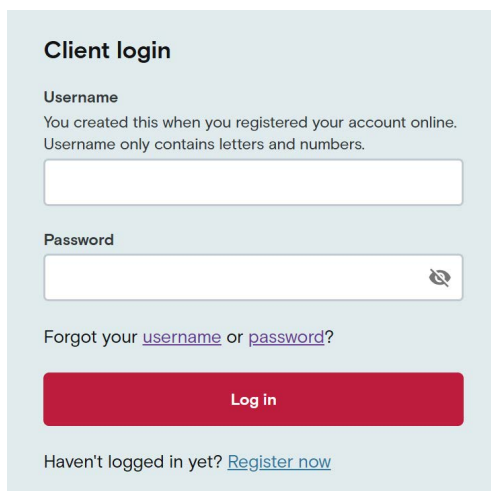 Client login
Username
You created this when you registered your account online.
Username only contains letters and numbers.
Password
Forgot your username or password?
Log in
Haven't logged in yet? Register now